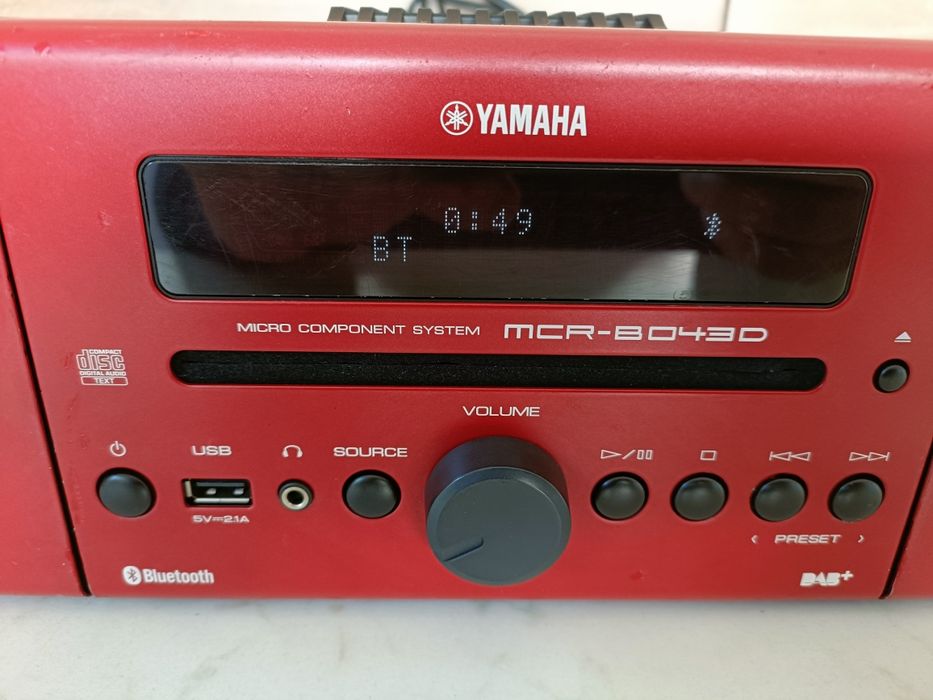 YAMAHA
0:49
BT
MICRO COMPONENT SYSTEM MCR-B043D
COMPACT
disc
DIGITAL AUDIO
TEXT
VOLUME
USB
SOURCE
5V⎓2.1A
‹ PRESET ›
Bluetooth
DAB+